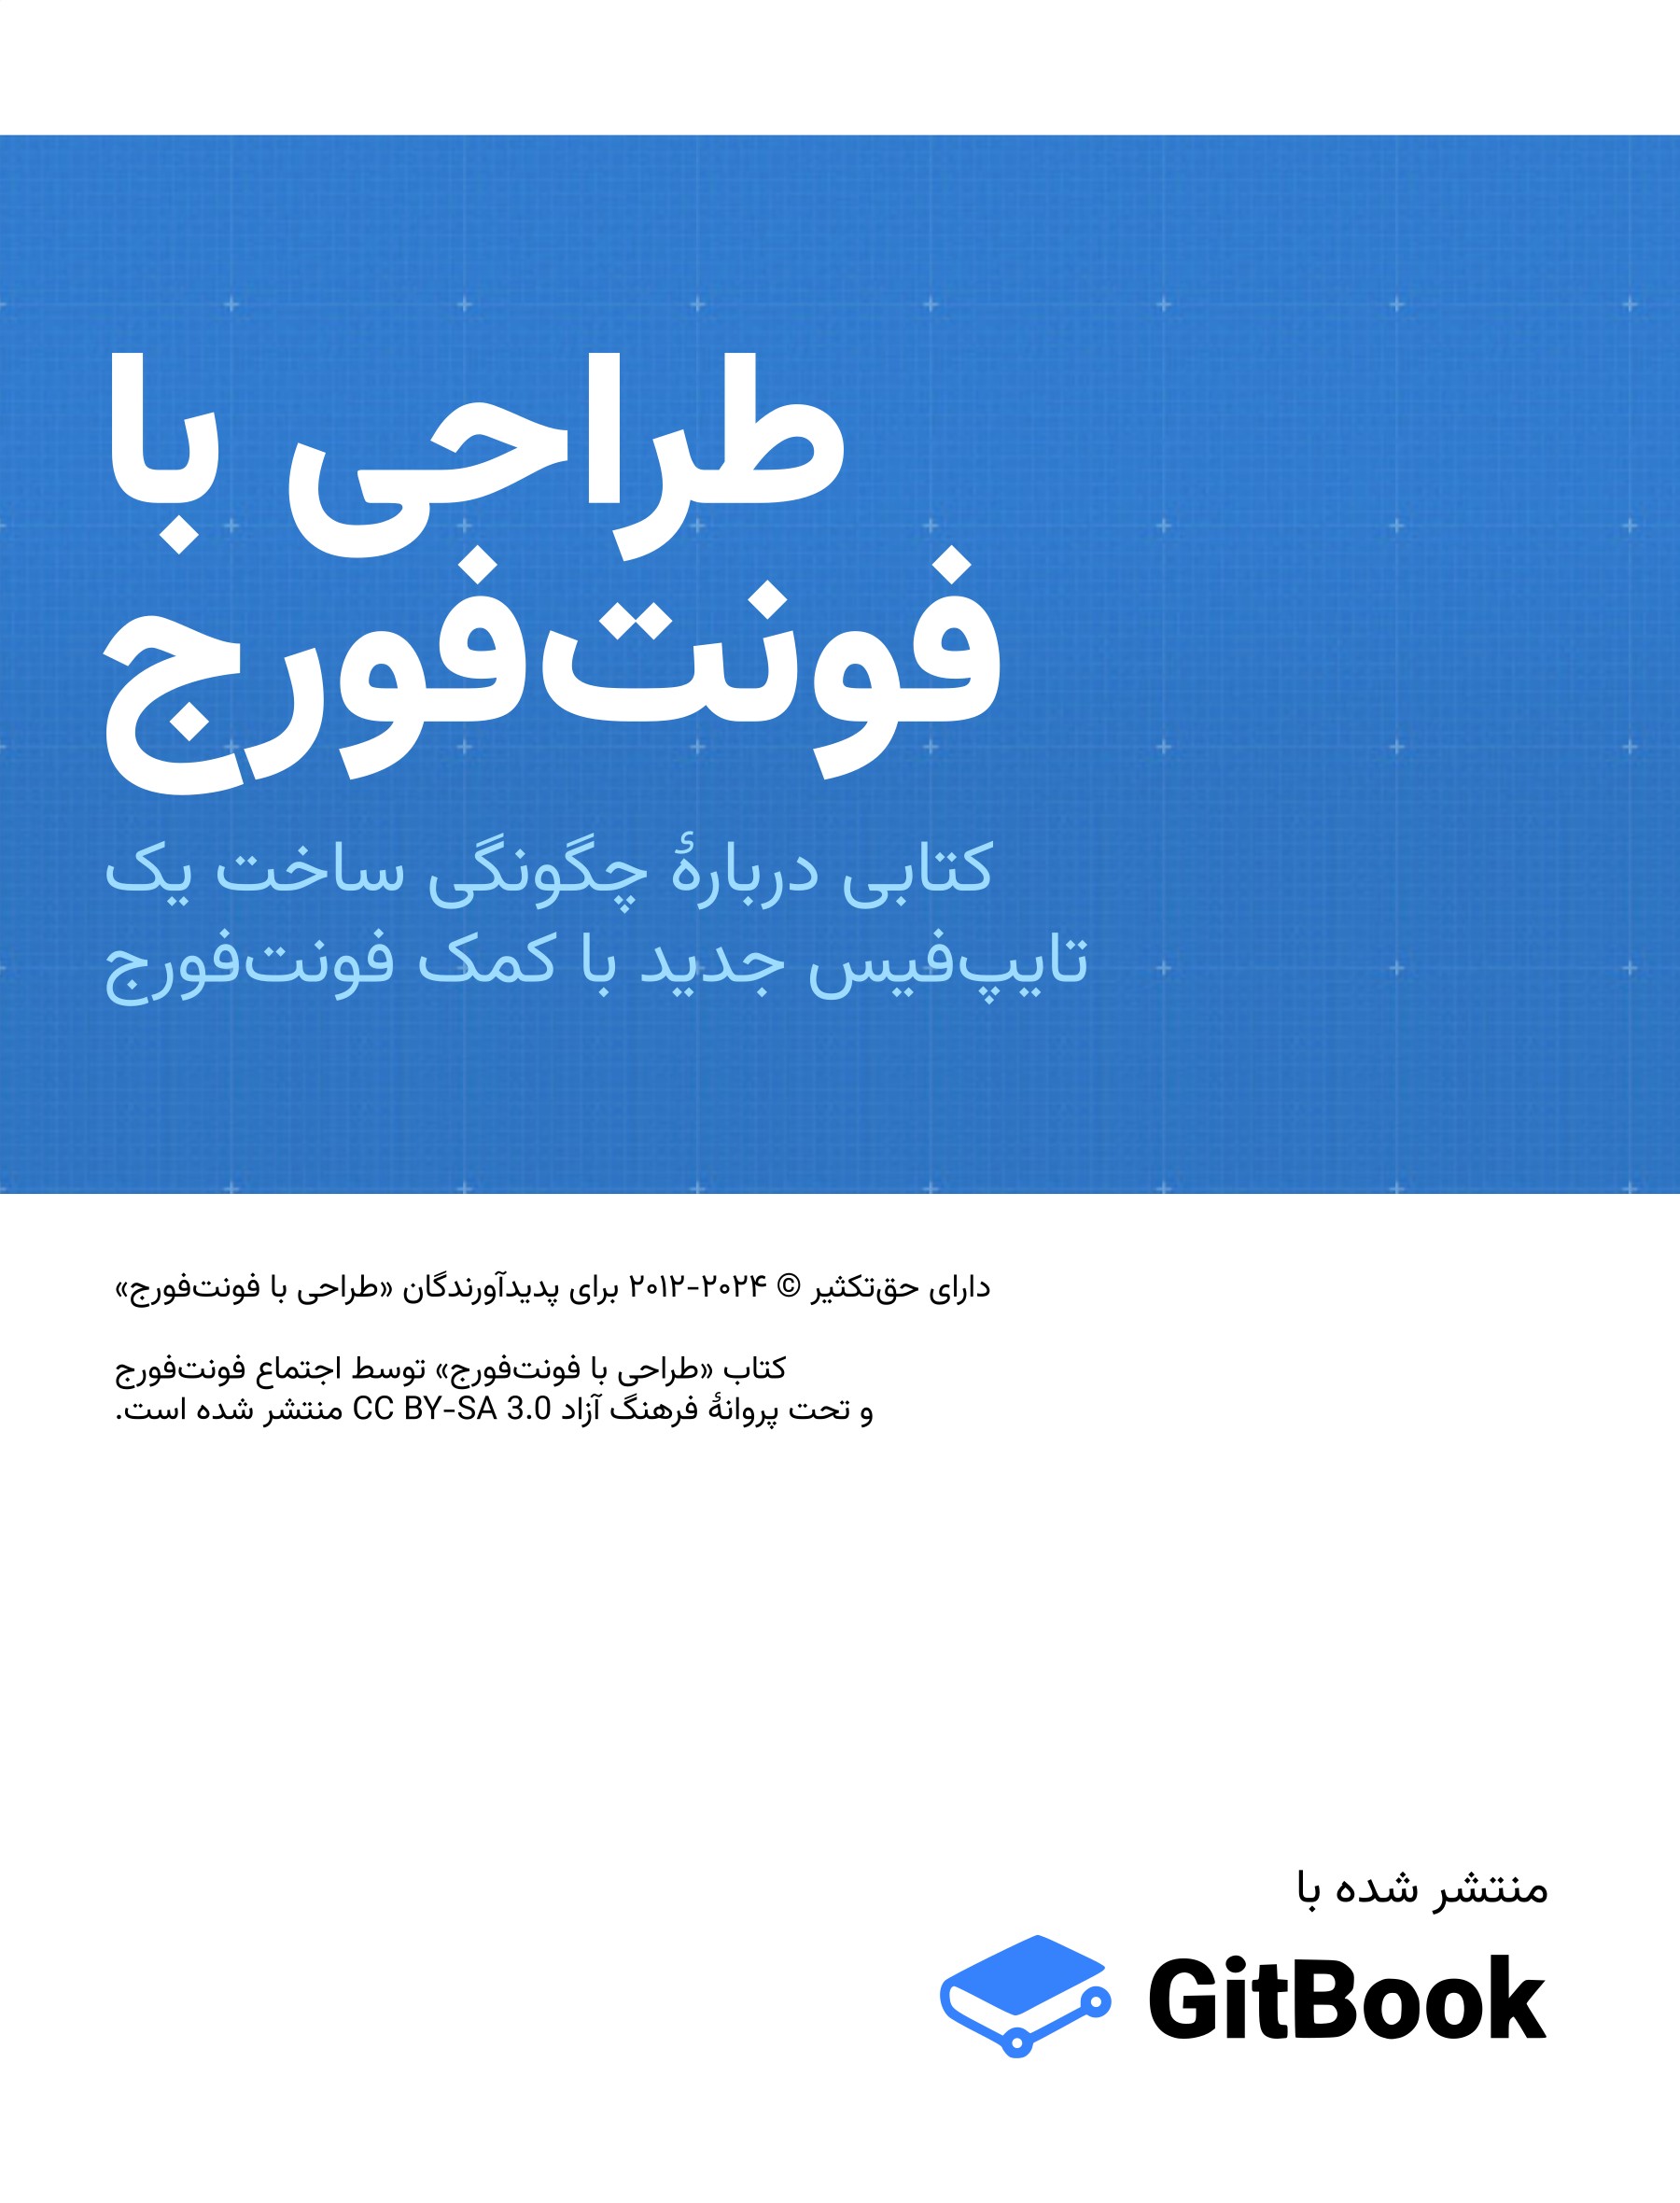 طراحی با
فونت‌فورج
کتابی دربارهٔ چگونگی ساخت یک
تایپ‌فیس جدید با کمک فونت‌فورج
دارای حق‌تکثیر © ۲۰۲۴-۲۰۱۲ برای پدیدآورندگان «طراحی با فونت‌فورج»
کتاب «طراحی با فونت‌فورج» توسط اجتماع فونت‌فورج
و تحت پروانهٔ فرهنگ آزاد CC BY-SA 3.0 منتشر شده است.
منتشر شده با
GitBook